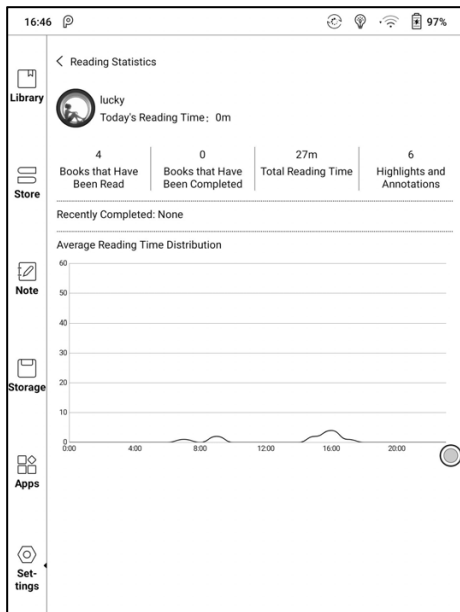 16:46
97%
Library
Store
Note
Storage
Apps
Set-
tings
Reading Statistics
lucky
Today's Reading Time: 0m
4
Books that Have
Been Read
0
Books that Have
Been Completed
27m
Total Reading Time
6
Highlights and
Annotations
Recently Completed: None
Average Reading Time Distribution
60
50
40
30
20
10
0
0:00 4:00 8:00 12:00 16:00 20:00